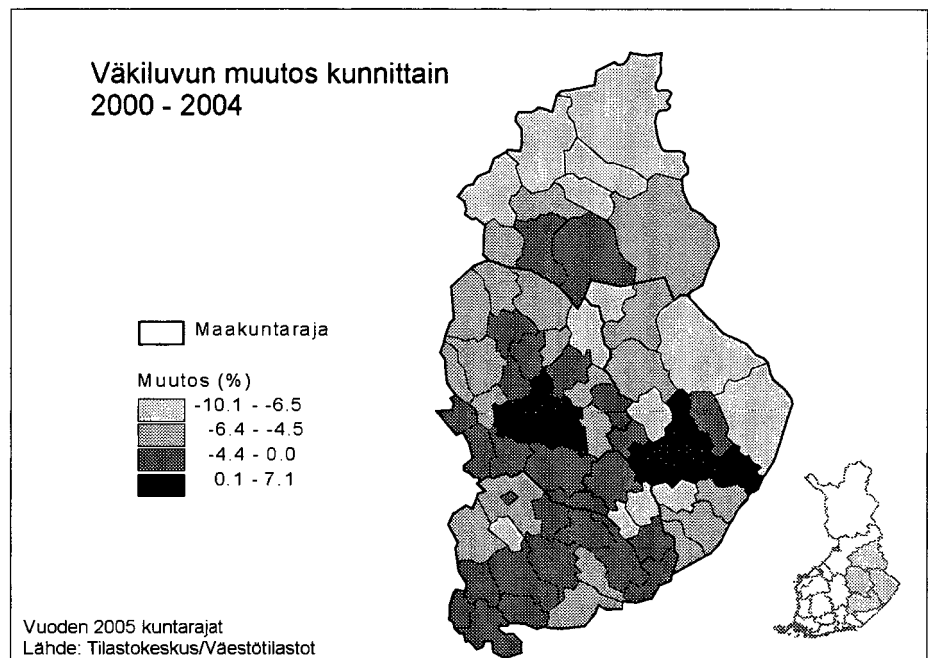 Väkiluvun muutos kunnittain
2000 - 2004
Maakuntaraja
Muutos (%)
-10.1 - -6.5
-6.4 - -4.5
-4.4 - 0.0
0.1 - 7.1
Vuoden 2005 kuntarajat
Lähde: Tilastokeskus/Väestötilastot